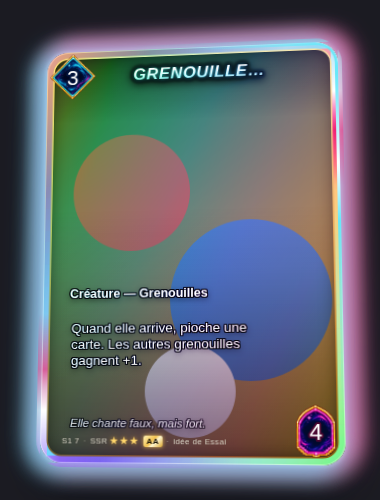 3
GRENOUILLE...
Créature — Grenouilles
Quand elle arrive, pioche une
carte. Les autres grenouilles
gagnent +1.
Elle chante faux, mais fort.
S1 7 · SSR ★★★ AA · Idée de Essai
4